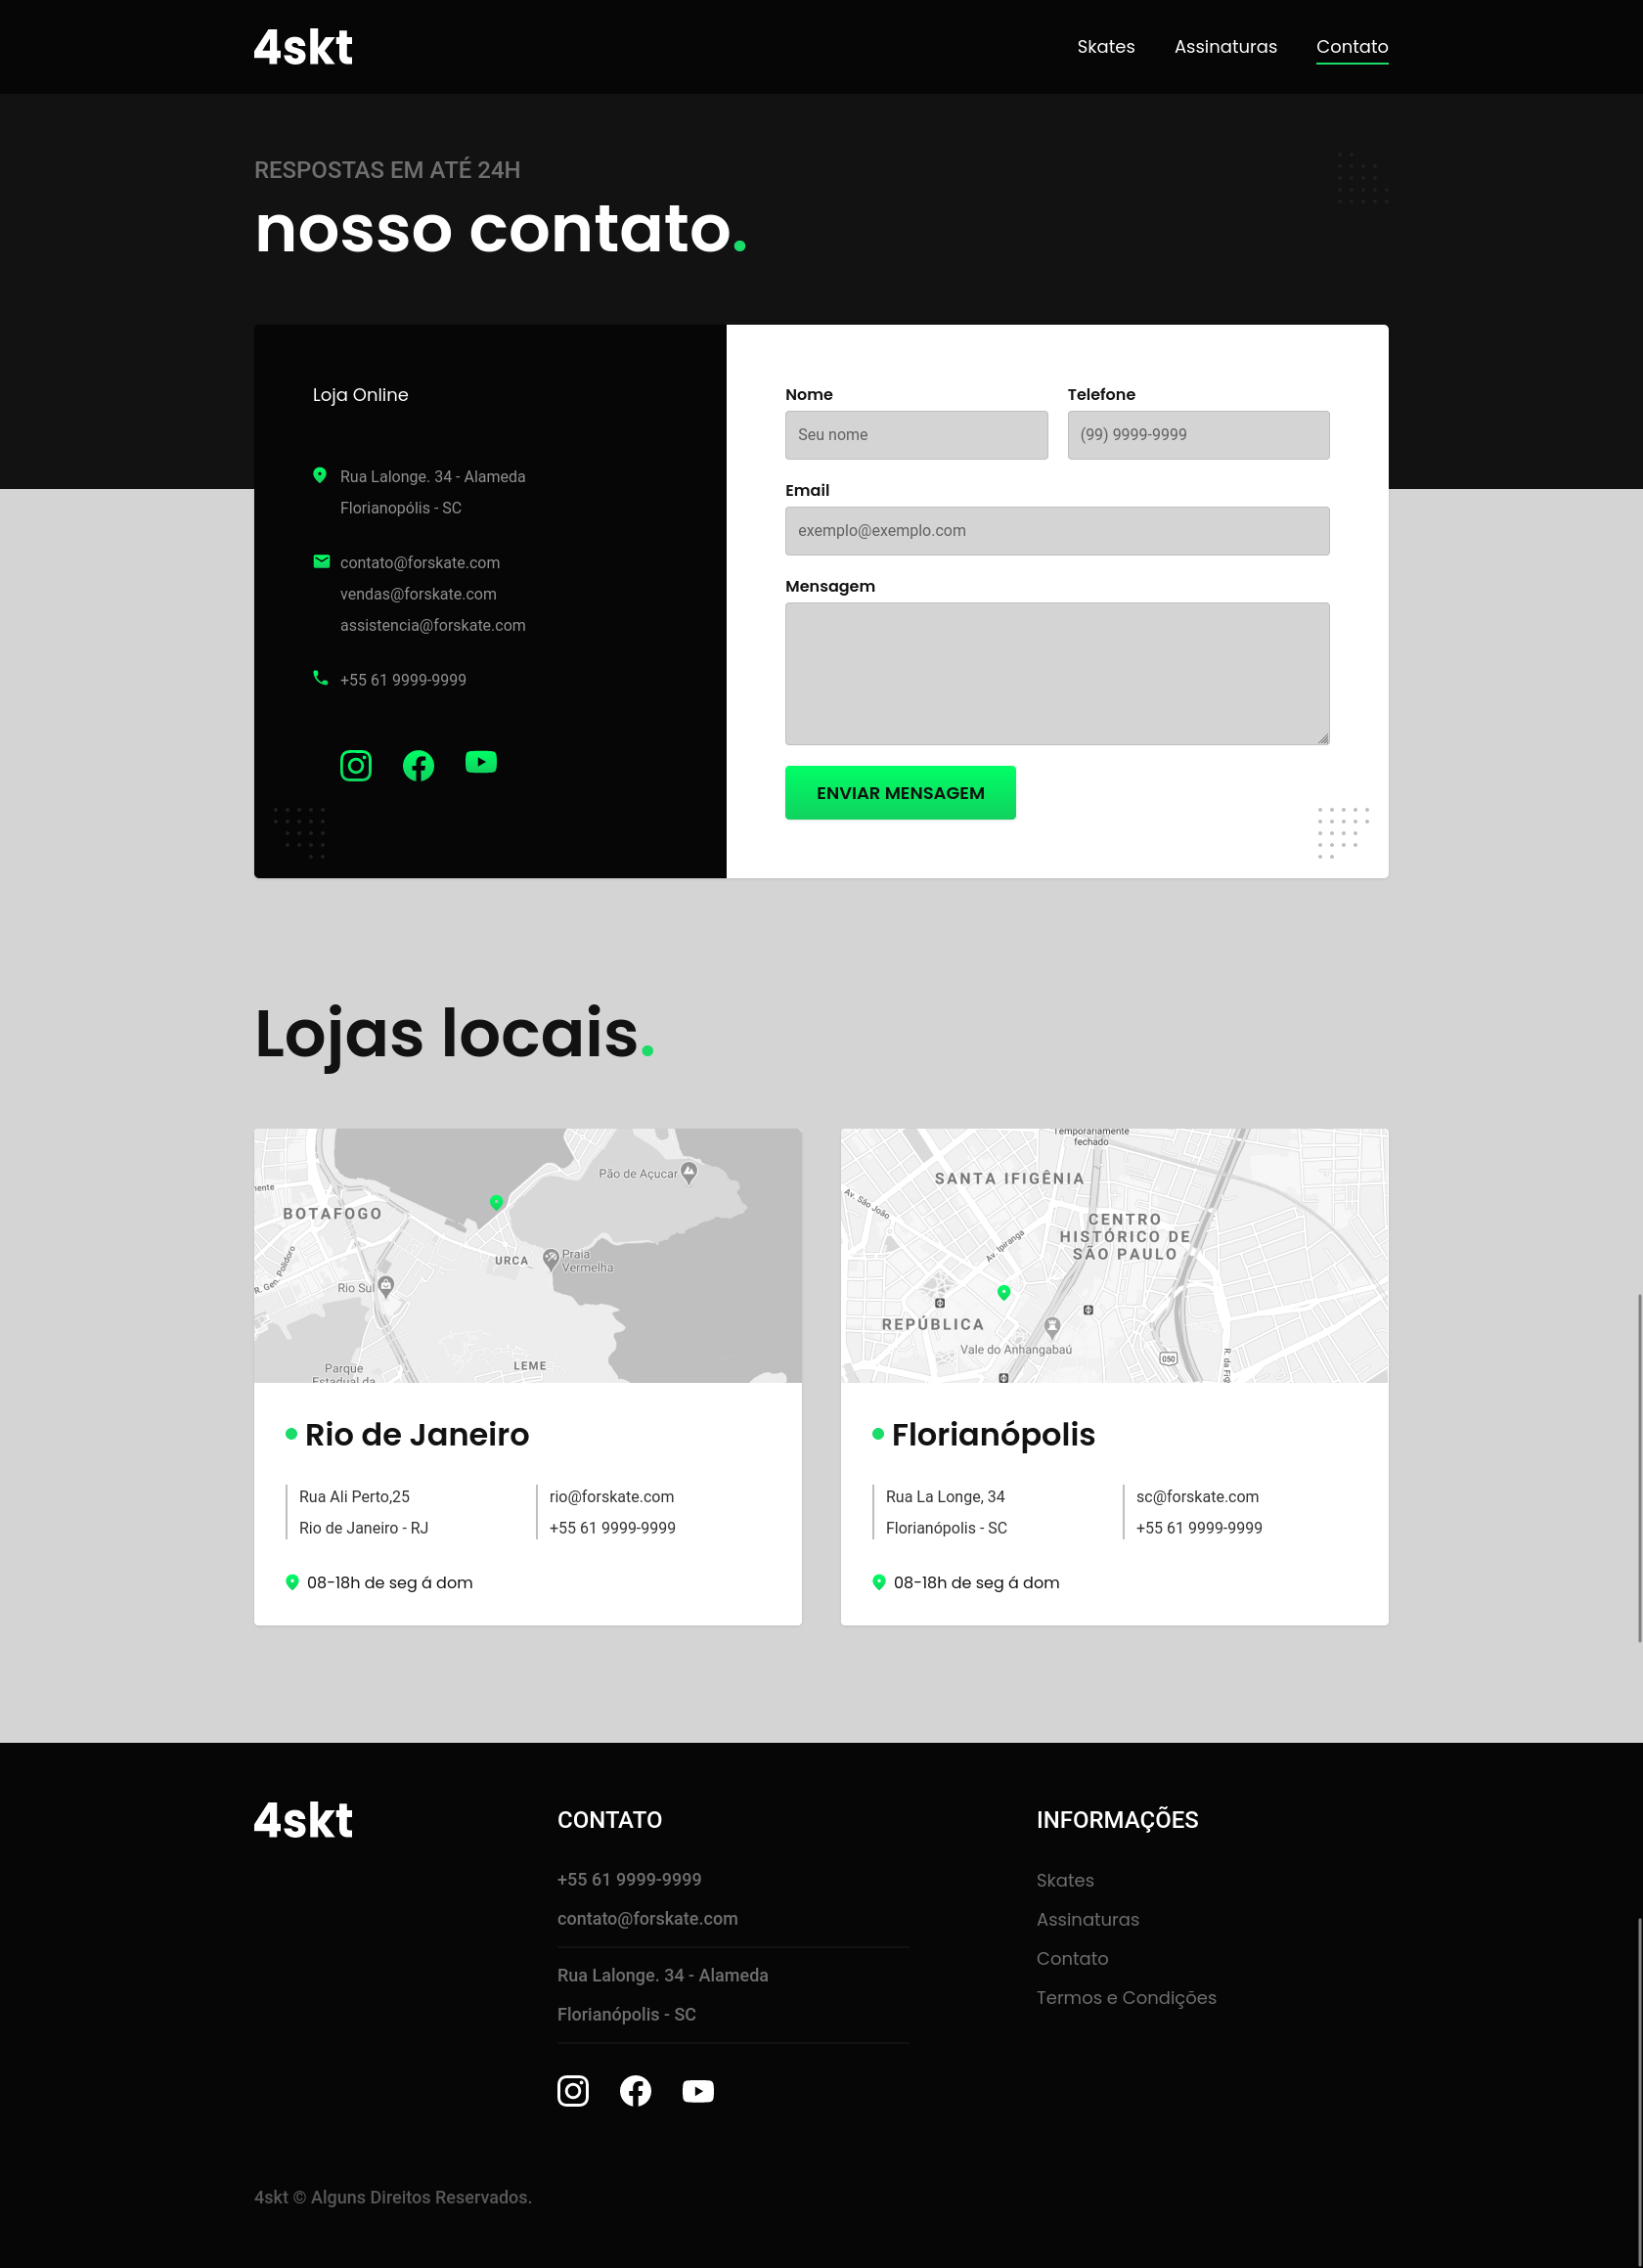 4skt
Skates Assinaturas Contato
RESPOSTAS EM ATÉ 24H
nosso contato.
Loja Online
Rua Lalonge. 34 - Alameda
Florianopólis - SC
contato@forskate.com
vendas@forskate.com
assistencia@forskate.com
+55 61 9999-9999
Nome Telefone
Seu nome (99) 9999-9999
Email
exemplo@exemplo.com
Mensagem
ENVIAR MENSAGEM
Lojas locais.
Pão de Açucar
BOTAFOGO
URCA
Praia
Vermelha
R. Gen. Polidoro
Rio Sul
LEME
Parque
Estadual da
Temporariamente
fechado
SANTA IFIGÊNIA
Av. São João
CENTRO
HISTÓRICO DE
SÃO PAULO
Av. Ipiranga
REPÚBLICA
Vale do Anhangabaú
050
Rio de Janeiro
Rua Ali Perto,25
Rio de Janeiro - RJ
rio@forskate.com
+55 61 9999-9999
08-18h de seg á dom
Florianópolis
Rua La Longe, 34
Florianópolis - SC
sc@forskate.com
+55 61 9999-9999
08-18h de seg á dom
4skt
CONTATO
+55 61 9999-9999
contato@forskate.com
Rua Lalonge. 34 - Alameda
Florianópolis - SC
INFORMAÇÕES
Skates
Assinaturas
Contato
Termos e Condições
4skt © Alguns Direitos Reservados.